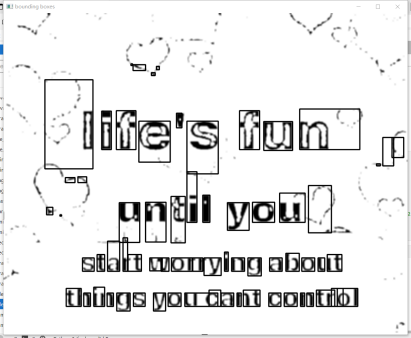 bounding boxes
life's fun
until you
start worrying about
things you cant control